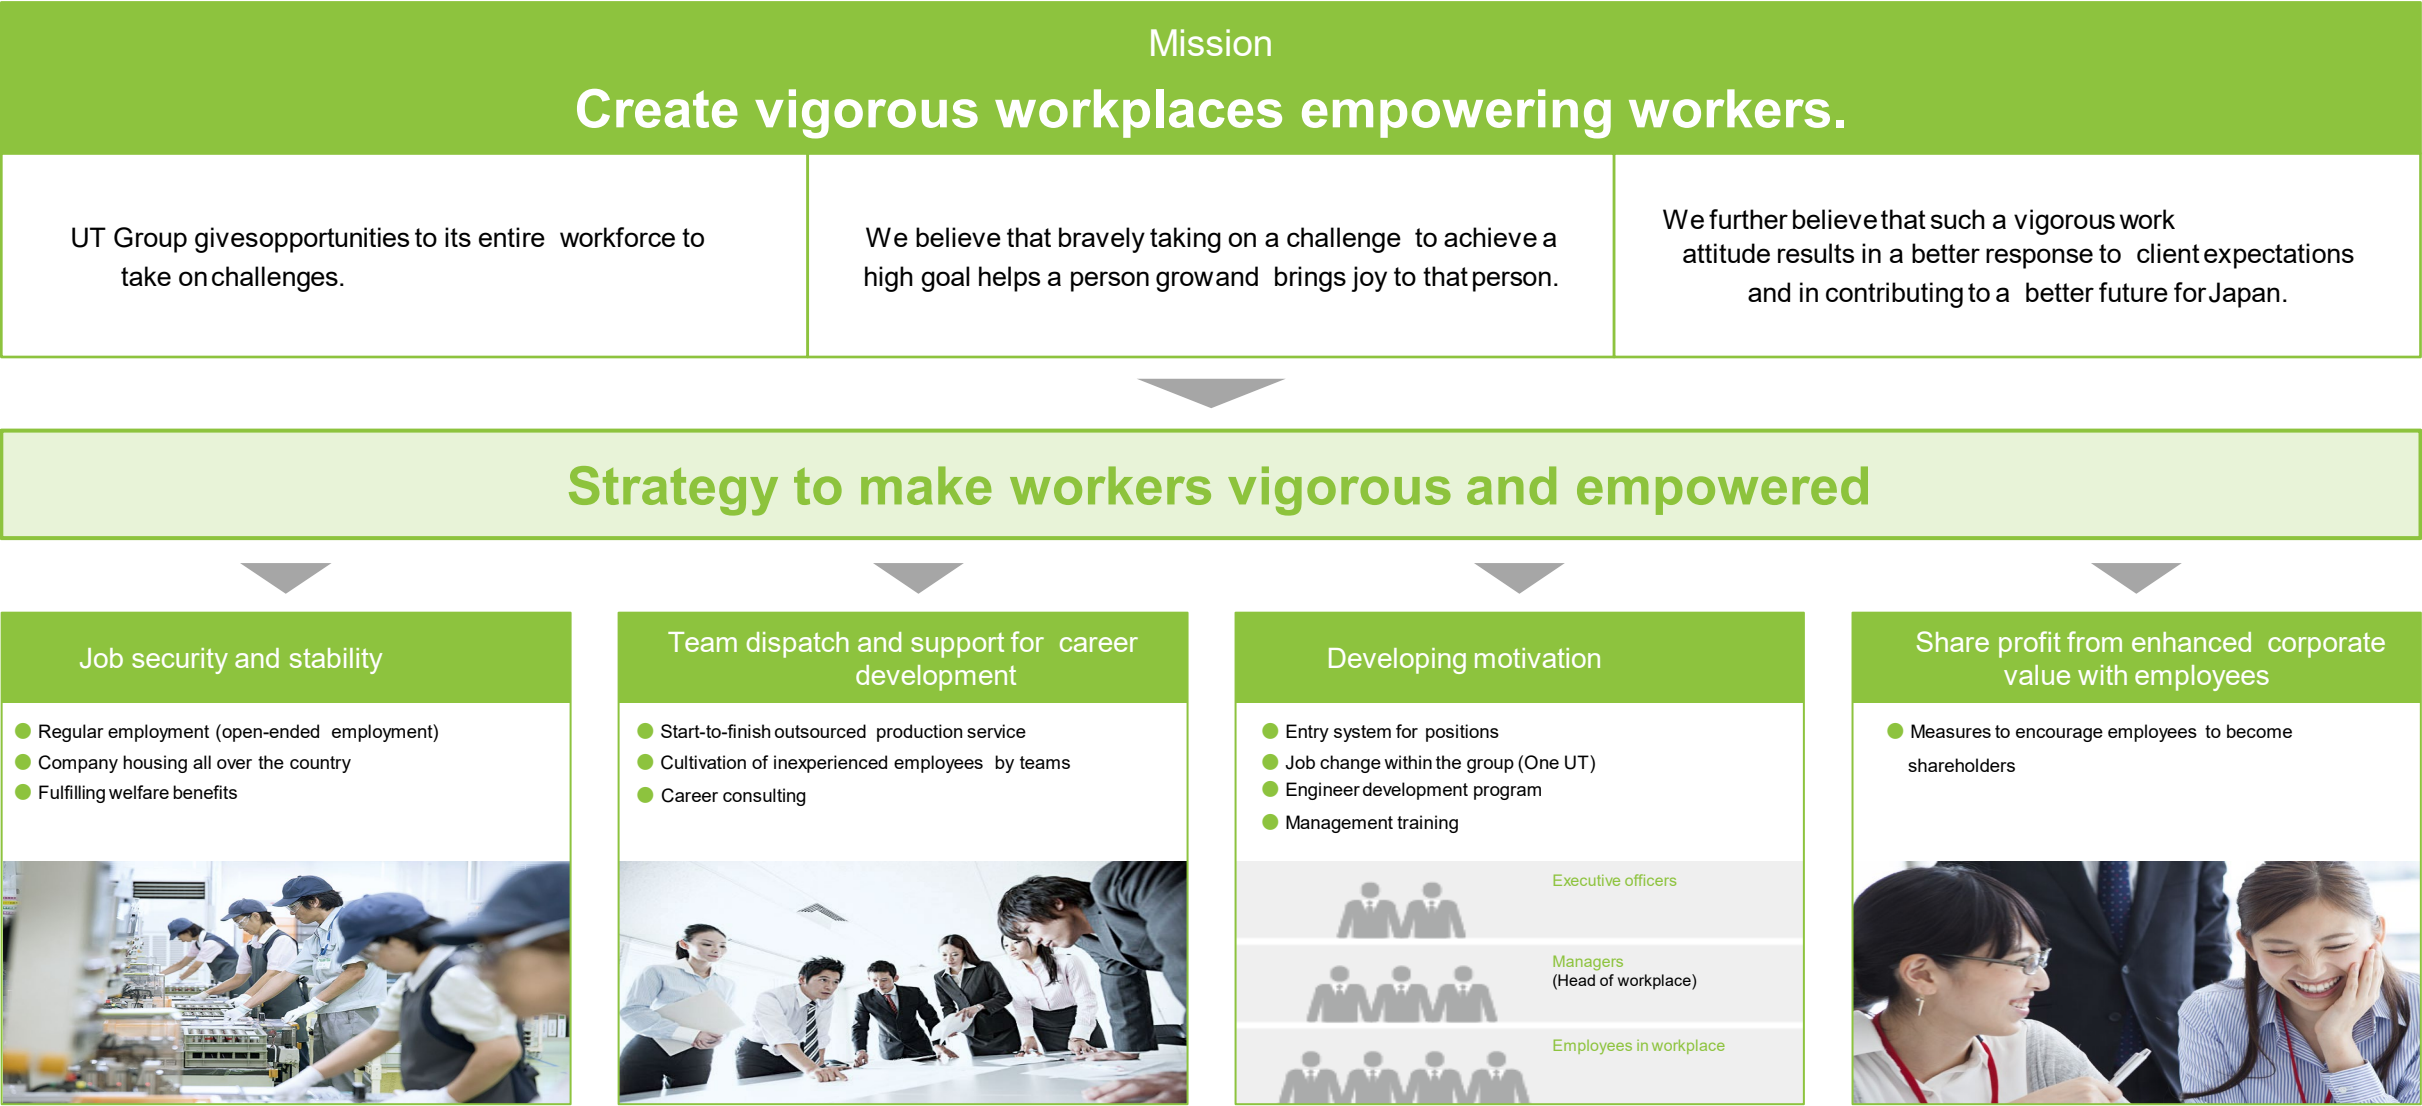 Mission
Create vigorous workplaces empowering workers.
UT Group givesopportunities to its entire workforce to
take on challenges.
We believe that bravely taking on a challenge to achieve a
high goal helps a person growand brings joy to that person.
We further believe that such a vigorous work
attitude results in a better response to client expectations
and in contributing to a better future for Japan.
Strategy to make workers vigorous and empowered
Job security and stability
Regular employment (open-ended employment)
Company housing all over the country
Fulfilling welfare benefits
Team dispatch and support for career
development
Start-to-finish outsourced production service
Cultivation of inexperienced employees by teams
Career consulting
Developing motivation
Entry system for positions
Job change within the group (One UT)
Engineer development program
Management training
Executive officers
Managers
(Head of workplace)
Employees in workplace
Share profit from enhanced corporate
value with employees
Measures to encourage employees to become
shareholders